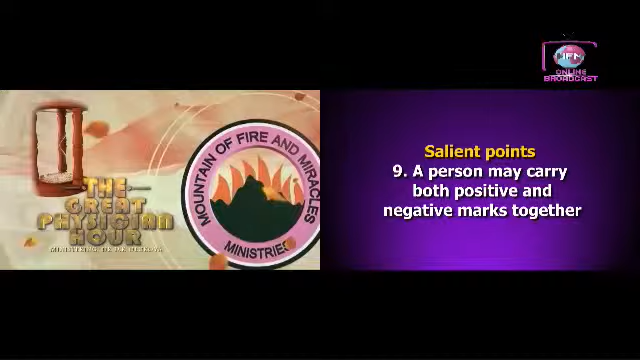 MFM
ONLINE
BROADCAST
THE
GREAT
PHYSICIAN
HOUR
MOUNTAIN OF FIRE AND MIRACLES
MINISTRIES
Salient points
9. A person may carry
both positive and
negative marks together